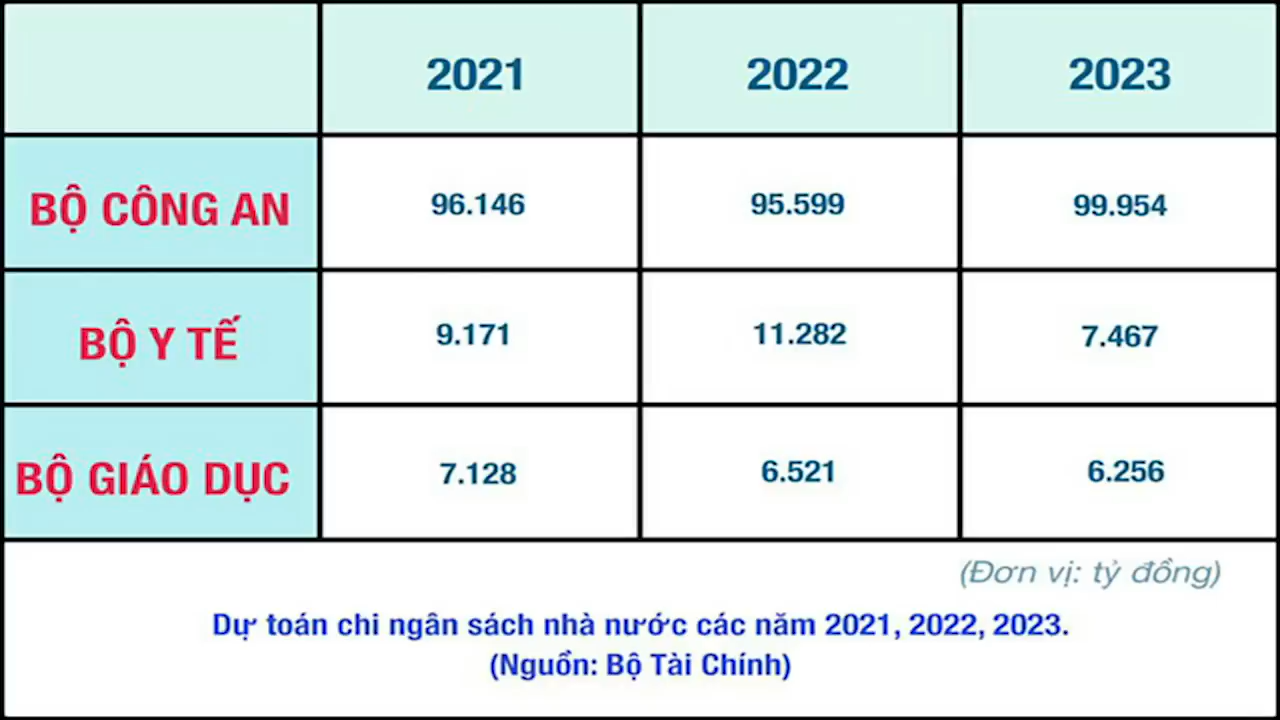 2021 2022 2023
BỘ CÔNG AN 96.146 95.599 99.954
BỘ Y TẾ 9.171 11.282 7.467
BỘ GIÁO DỤC 7.128 6.521 6.256
(Đơn vị: tỷ đồng)
Dự toán chi ngân sách nhà nước các năm 2021, 2022, 2023.
(Nguồn: Bộ Tài Chính)